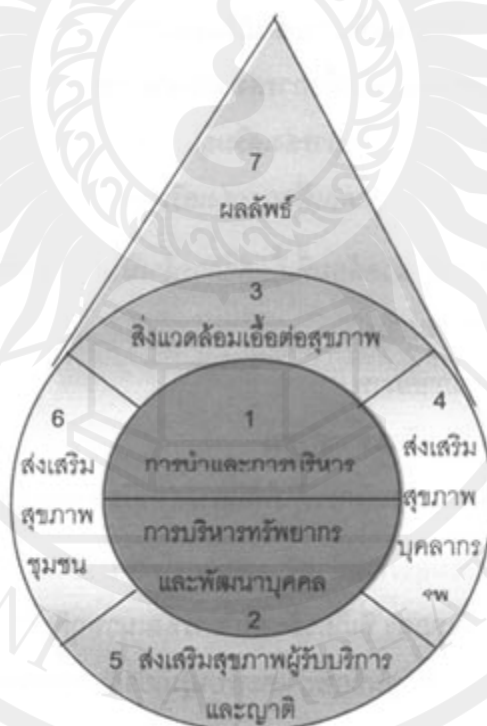 7
ผลลัพธ์
3
สิ่งแวดล้อมเอื้อต่อสุขภาพ
6
ส่งเสริม
สุขภาพ
ชุมชน
1
การนำและการบริหาร
การบริหารทรัพยากร
และพัฒนาบุคคล
2
4
ส่งเสริม
สุขภาพ
บุคลากร
รพ
5 ส่งเสริมสุขภาพผู้รับบริการ
และญาติ